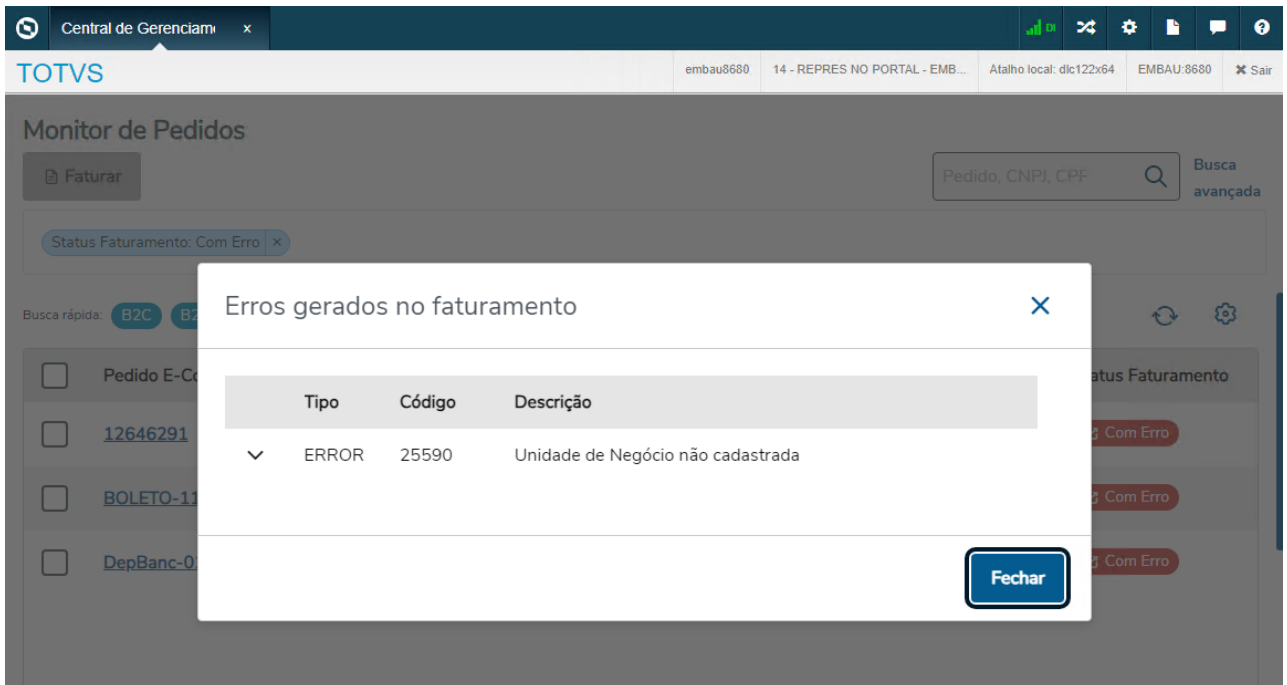 Central de Gerenciam x DI
TOTVS embau8680 14 - REPRES NO PORTAL - EMB... Atalho local: dlc122x64 EMBAU:8680 Sair
Monitor de Pedidos
Faturar Pedido, CNPJ, CPF Busca avançada
Status Faturamento: Com Erro ×
Erros gerados no faturamento
Busca rápida: B2C
Pedido E-Co atus Faturamento
Tipo Código Descrição
12646291 Com Erro
ERROR 25590 Unidade de Negócio não cadastrada
BOLETO-11 Com Erro
DepBanc-0 Com Erro
Fechar